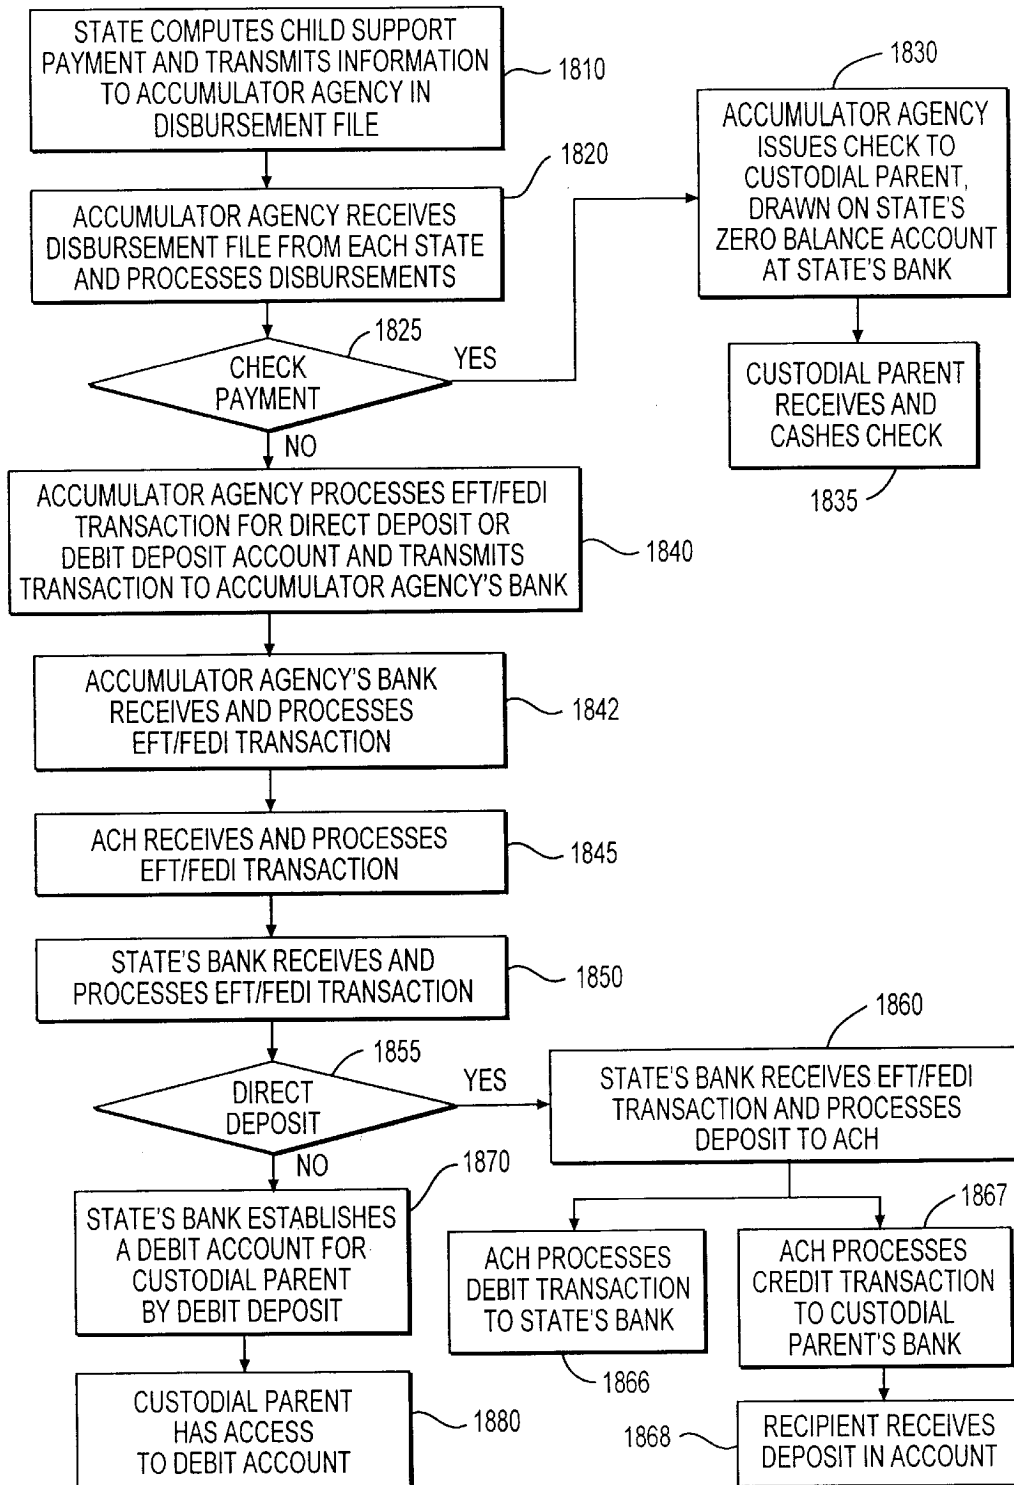 STATE COMPUTES CHILD SUPPORT
PAYMENT AND TRANSMITS INFORMATION
TO ACCUMULATOR AGENCY IN
DISBURSEMENT FILE
1810
1820
ACCUMULATOR AGENCY RECEIVES
DISBURSEMENT FILE FROM EACH STATE
AND PROCESSES DISBURSEMENTS
1825
CHECK
PAYMENT
YES
NO
1830
ACCUMULATOR AGENCY
ISSUES CHECK TO
CUSTODIAL PARENT,
DRAWN ON STATE'S
ZERO BALANCE ACCOUNT
AT STATE'S BANK
CUSTODIAL PARENT
RECEIVES AND
CASHES CHECK
1835
ACCUMULATOR AGENCY PROCESSES EFT/FEDI
TRANSACTION FOR DIRECT DEPOSIT OR
DEBIT DEPOSIT ACCOUNT AND TRANSMITS
TRANSACTION TO ACCUMULATOR AGENCY'S BANK
1840
ACCUMULATOR AGENCY'S BANK
RECEIVES AND PROCESSES
EFT/FEDI TRANSACTION
1842
ACH RECEIVES AND PROCESSES
EFT/FEDI TRANSACTION
1845
STATE'S BANK RECEIVES AND
PROCESSES EFT/FEDI TRANSACTION
1850
1855
DIRECT
DEPOSIT
YES
NO
1860
STATE'S BANK RECEIVES EFT/FEDI
TRANSACTION AND PROCESSES
DEPOSIT TO ACH
1870
STATE'S BANK ESTABLISHES
A DEBIT ACCOUNT FOR
CUSTODIAL PARENT
BY DEBIT DEPOSIT
ACH PROCESSES
DEBIT TRANSACTION
TO STATE'S BANK
1866
1867
ACH PROCESSES
CREDIT TRANSACTION
TO CUSTODIAL
PARENT'S BANK
CUSTODIAL PARENT
HAS ACCESS
TO DEBIT ACCOUNT
1880
1868
RECIPIENT RECEIVES
DEPOSIT IN ACCOUNT